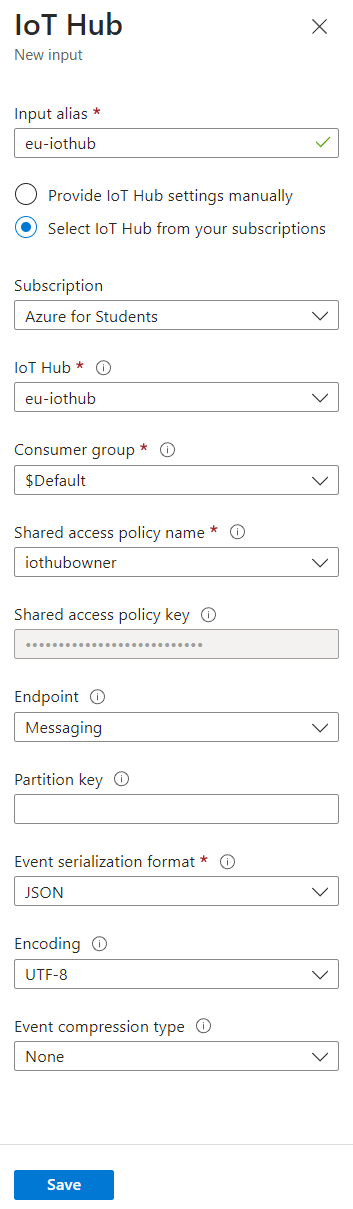 IoT Hub
New input
Input alias *
eu-iothub
Provide IoT Hub settings manually
Select IoT Hub from your subscriptions
Subscription
Azure for Students
IoT Hub *
eu-iothub
Consumer group *
$Default
Shared access policy name *
iothubowner
Shared access policy key
•••••••••••••••••••••••••••
Endpoint
Messaging
Partition key
Event serialization format *
JSON
Encoding
UTF-8
Event compression type
None
Save